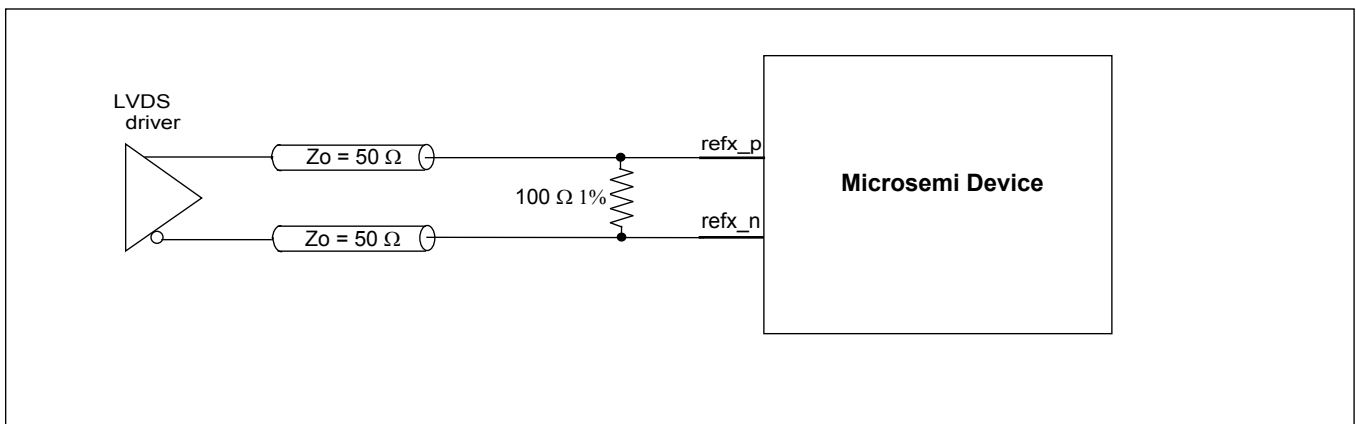 LVDS
driver
Zo = 50 Ω
refx_p
100 Ω 1%
Microsemi Device
refx_n
Zo = 50 Ω